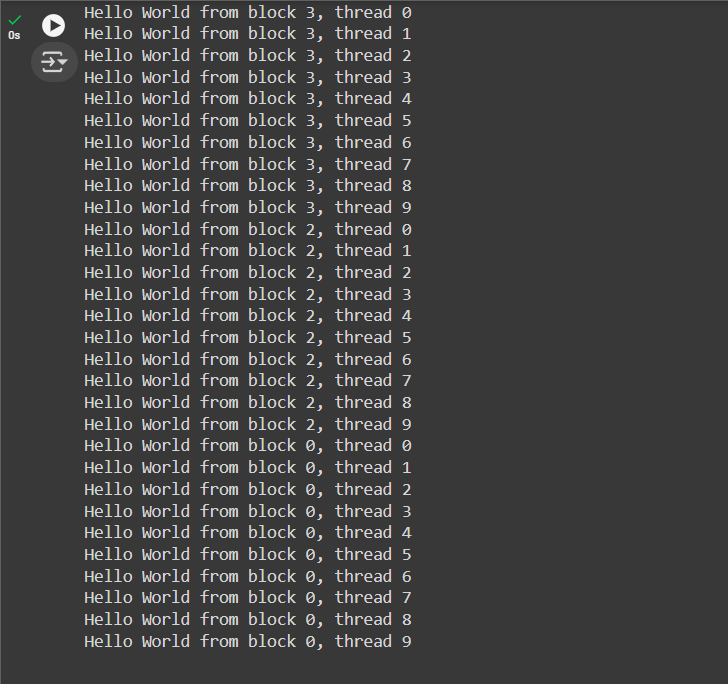 Hello World from block 3, thread 0
0s
Hello World from block 3, thread 1
Hello World from block 3, thread 2
Hello World from block 3, thread 3
Hello World from block 3, thread 4
Hello World from block 3, thread 5
Hello World from block 3, thread 6
Hello World from block 3, thread 7
Hello World from block 3, thread 8
Hello World from block 3, thread 9
Hello World from block 2, thread 0
Hello World from block 2, thread 1
Hello World from block 2, thread 2
Hello World from block 2, thread 3
Hello World from block 2, thread 4
Hello World from block 2, thread 5
Hello World from block 2, thread 6
Hello World from block 2, thread 7
Hello World from block 2, thread 8
Hello World from block 2, thread 9
Hello World from block 0, thread 0
Hello World from block 0, thread 1
Hello World from block 0, thread 2
Hello World from block 0, thread 3
Hello World from block 0, thread 4
Hello World from block 0, thread 5
Hello World from block 0, thread 6
Hello World from block 0, thread 7
Hello World from block 0, thread 8
Hello World from block 0, thread 9